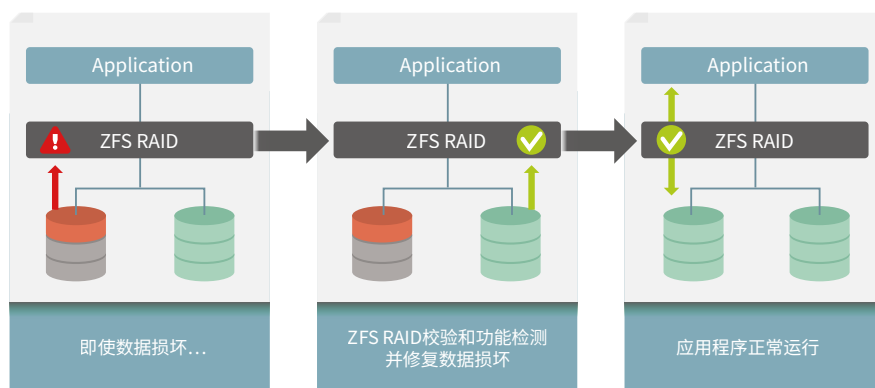 Application
ZFS RAID
即使数据损坏...
Application
ZFS RAID
ZFS RAID校验和功能检测
并修复数据损坏
Application
ZFS RAID
应用程序正常运行